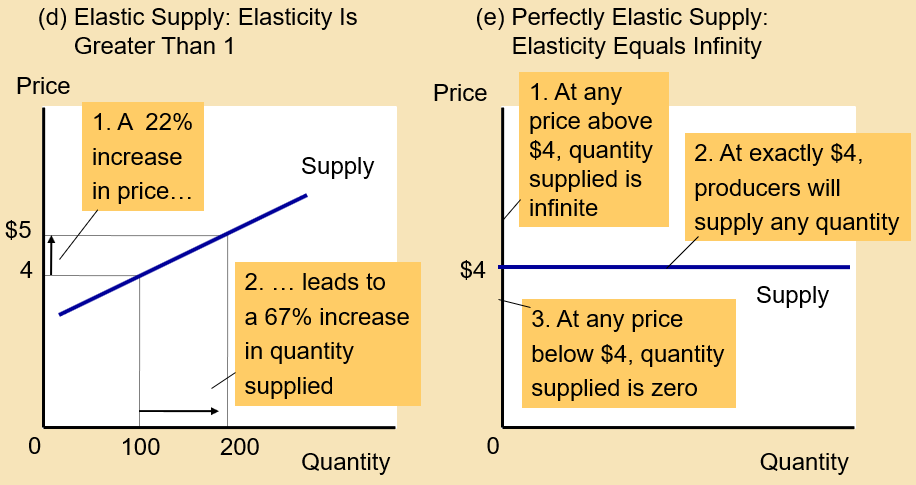 (d) Elastic Supply: Elasticity Is
Greater Than 1
Price
1. A 22%
increase
in price…
Supply
$5
4
2. … leads to
a 67% increase
in quantity
supplied
0
100
200
Quantity
(e) Perfectly Elastic Supply:
Elasticity Equals Infinity
Price
1. At any
price above
$4, quantity
supplied is
infinite
2. At exactly $4,
producers will
supply any quantity
$4
Supply
3. At any price
below $4, quantity
supplied is zero
0
Quantity